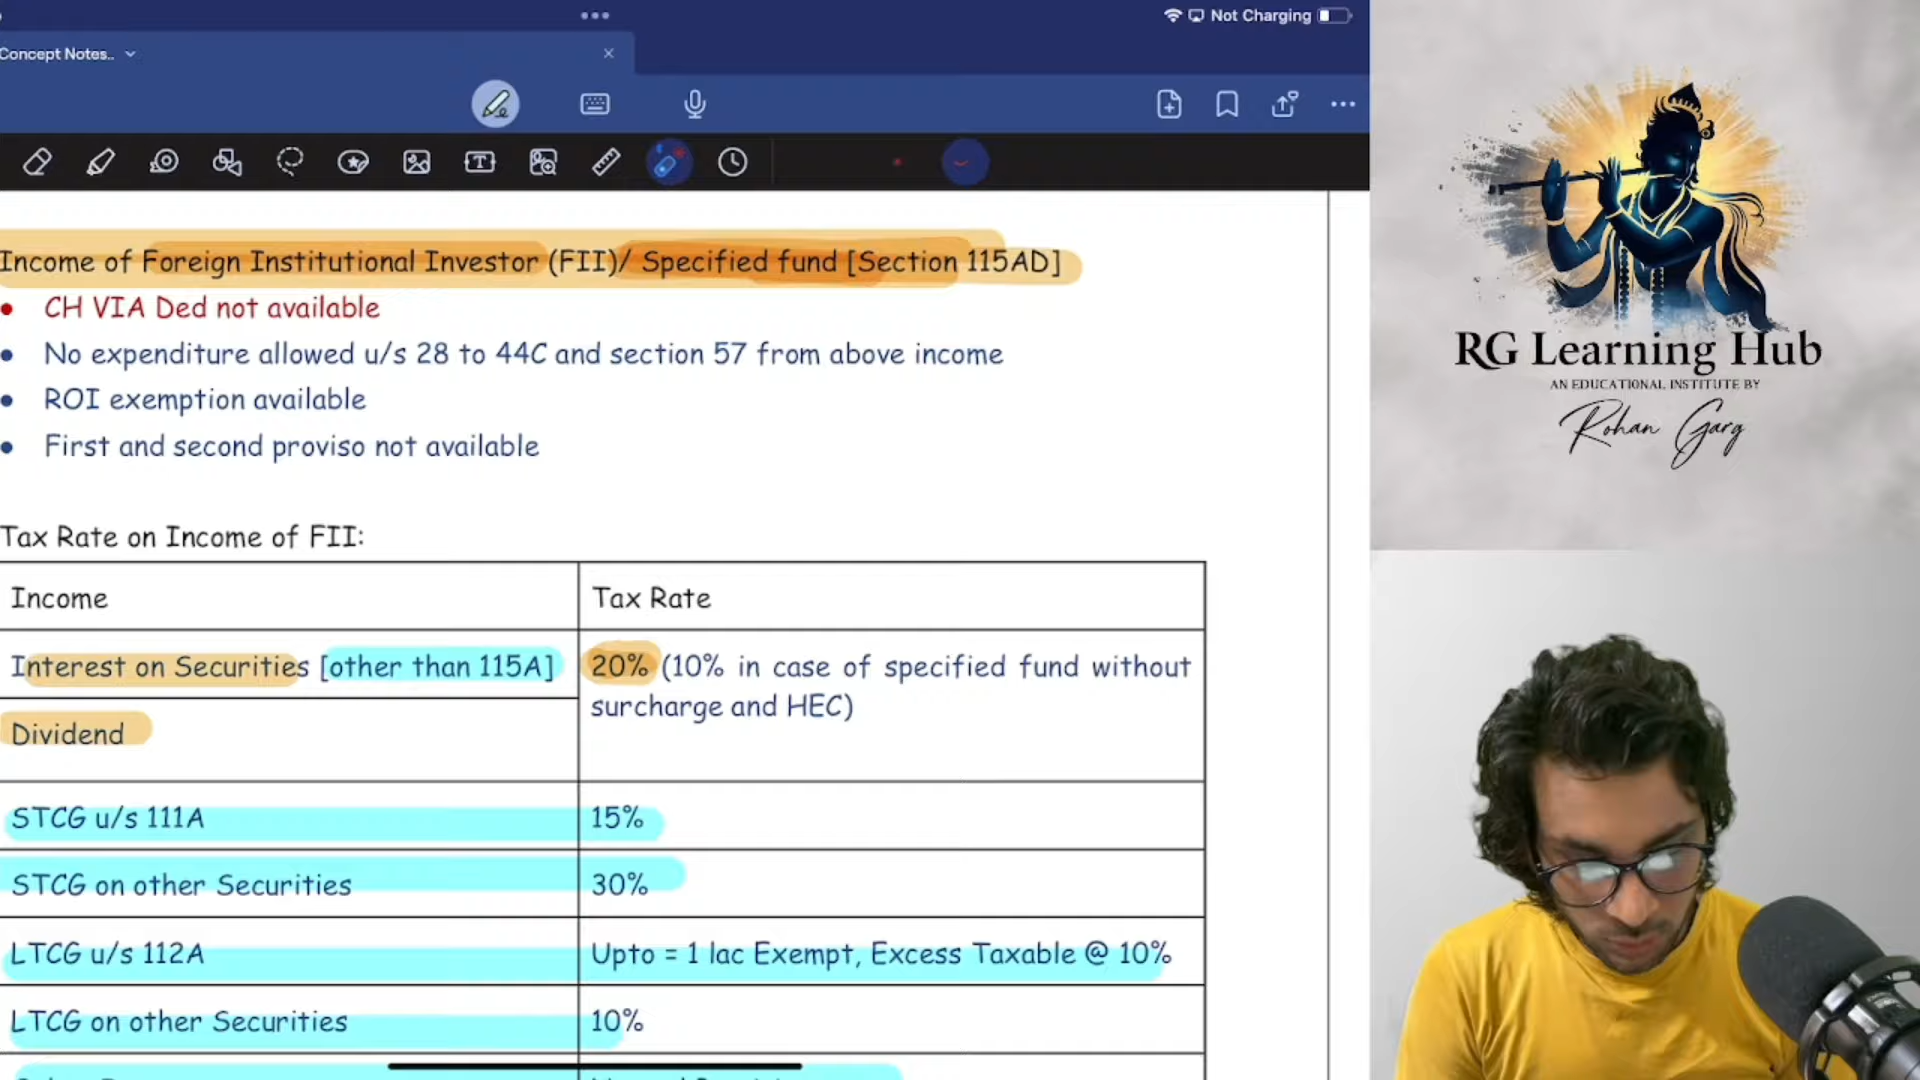 Not Charging
Concept Notes..
Income of Foreign Institutional Investor (FII)/ Specified fund [Section 115AD]
• CH VIA Ded not available
• No expenditure allowed u/s 28 to 44C and section 57 from above income
• ROI exemption available
• First and second proviso not available
Tax Rate on Income of FII:
Income Tax Rate
Interest on Securities [other than 115A] 20% (10% in case of specified fund without
surcharge and HEC)
Dividend
STCG u/s 111A 15%
STCG on other Securities 30%
LTCG u/s 112A Upto = 1 lac Exempt, Excess Taxable @ 10%
LTCG on other Securities 10%
RG Learning Hub
AN EDUCATIONAL INSTITUTE BY
Rohan Garg